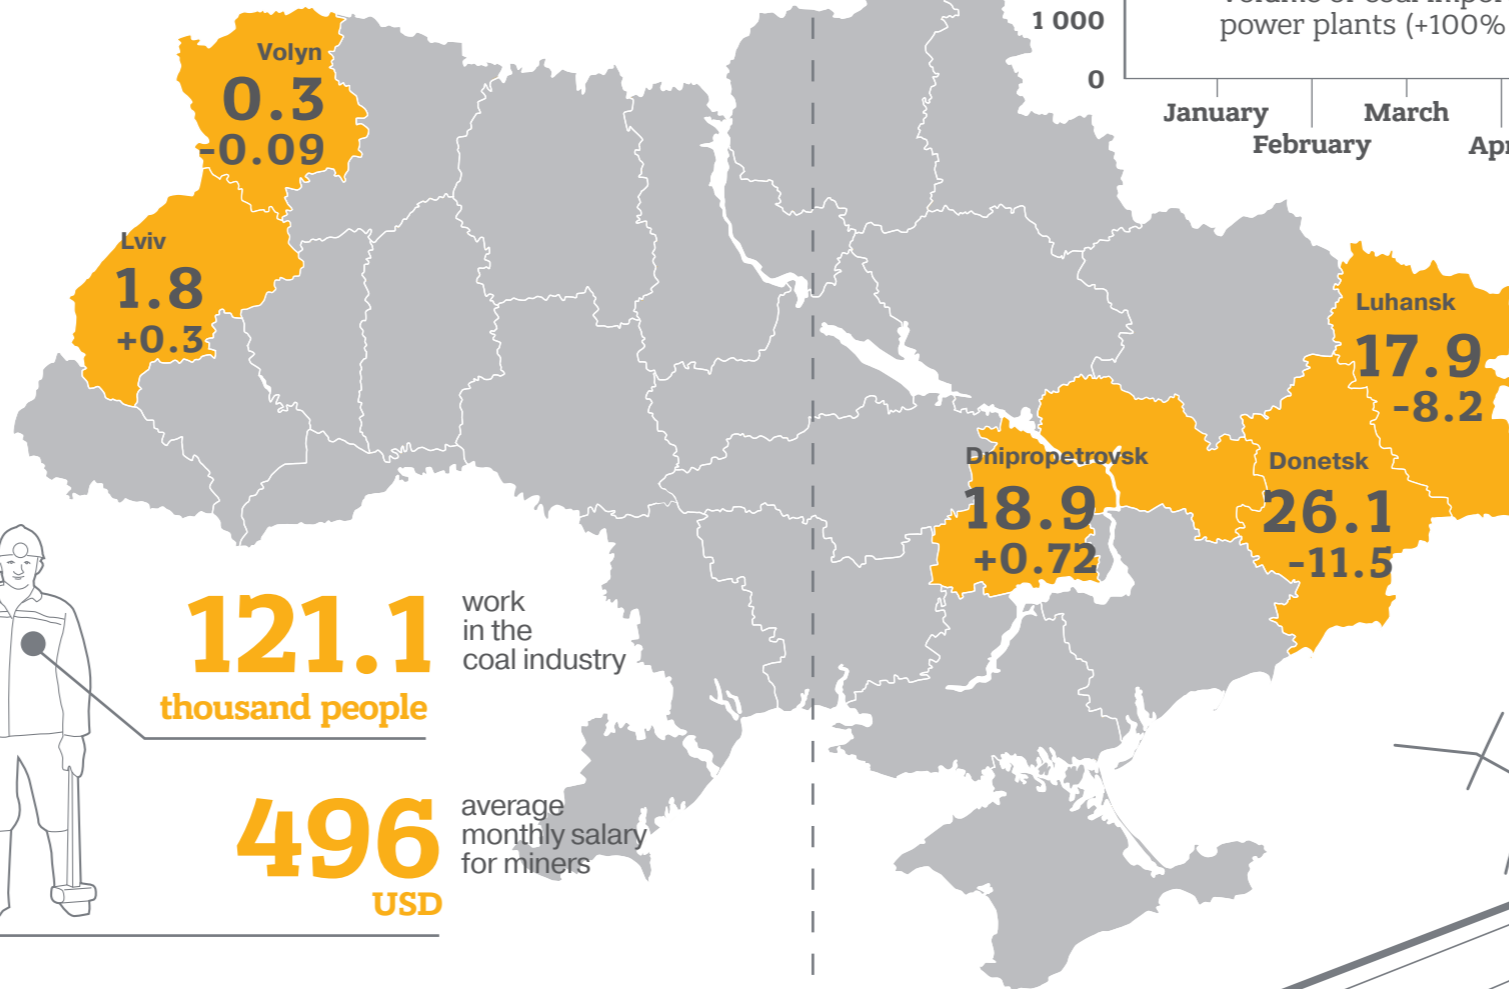 power plants (+100%
1 000
0
January
February
March
Volyn
0.3
-0.09
Lviv
1.8
+0.3
Luhansk
17.9
-8.2
Dnipropetrovsk
18.9
+0.72
Donetsk
26.1
-11.5
121.1
thousand people
work
in the
coal industry
496
USD
average
monthly salary
for miners